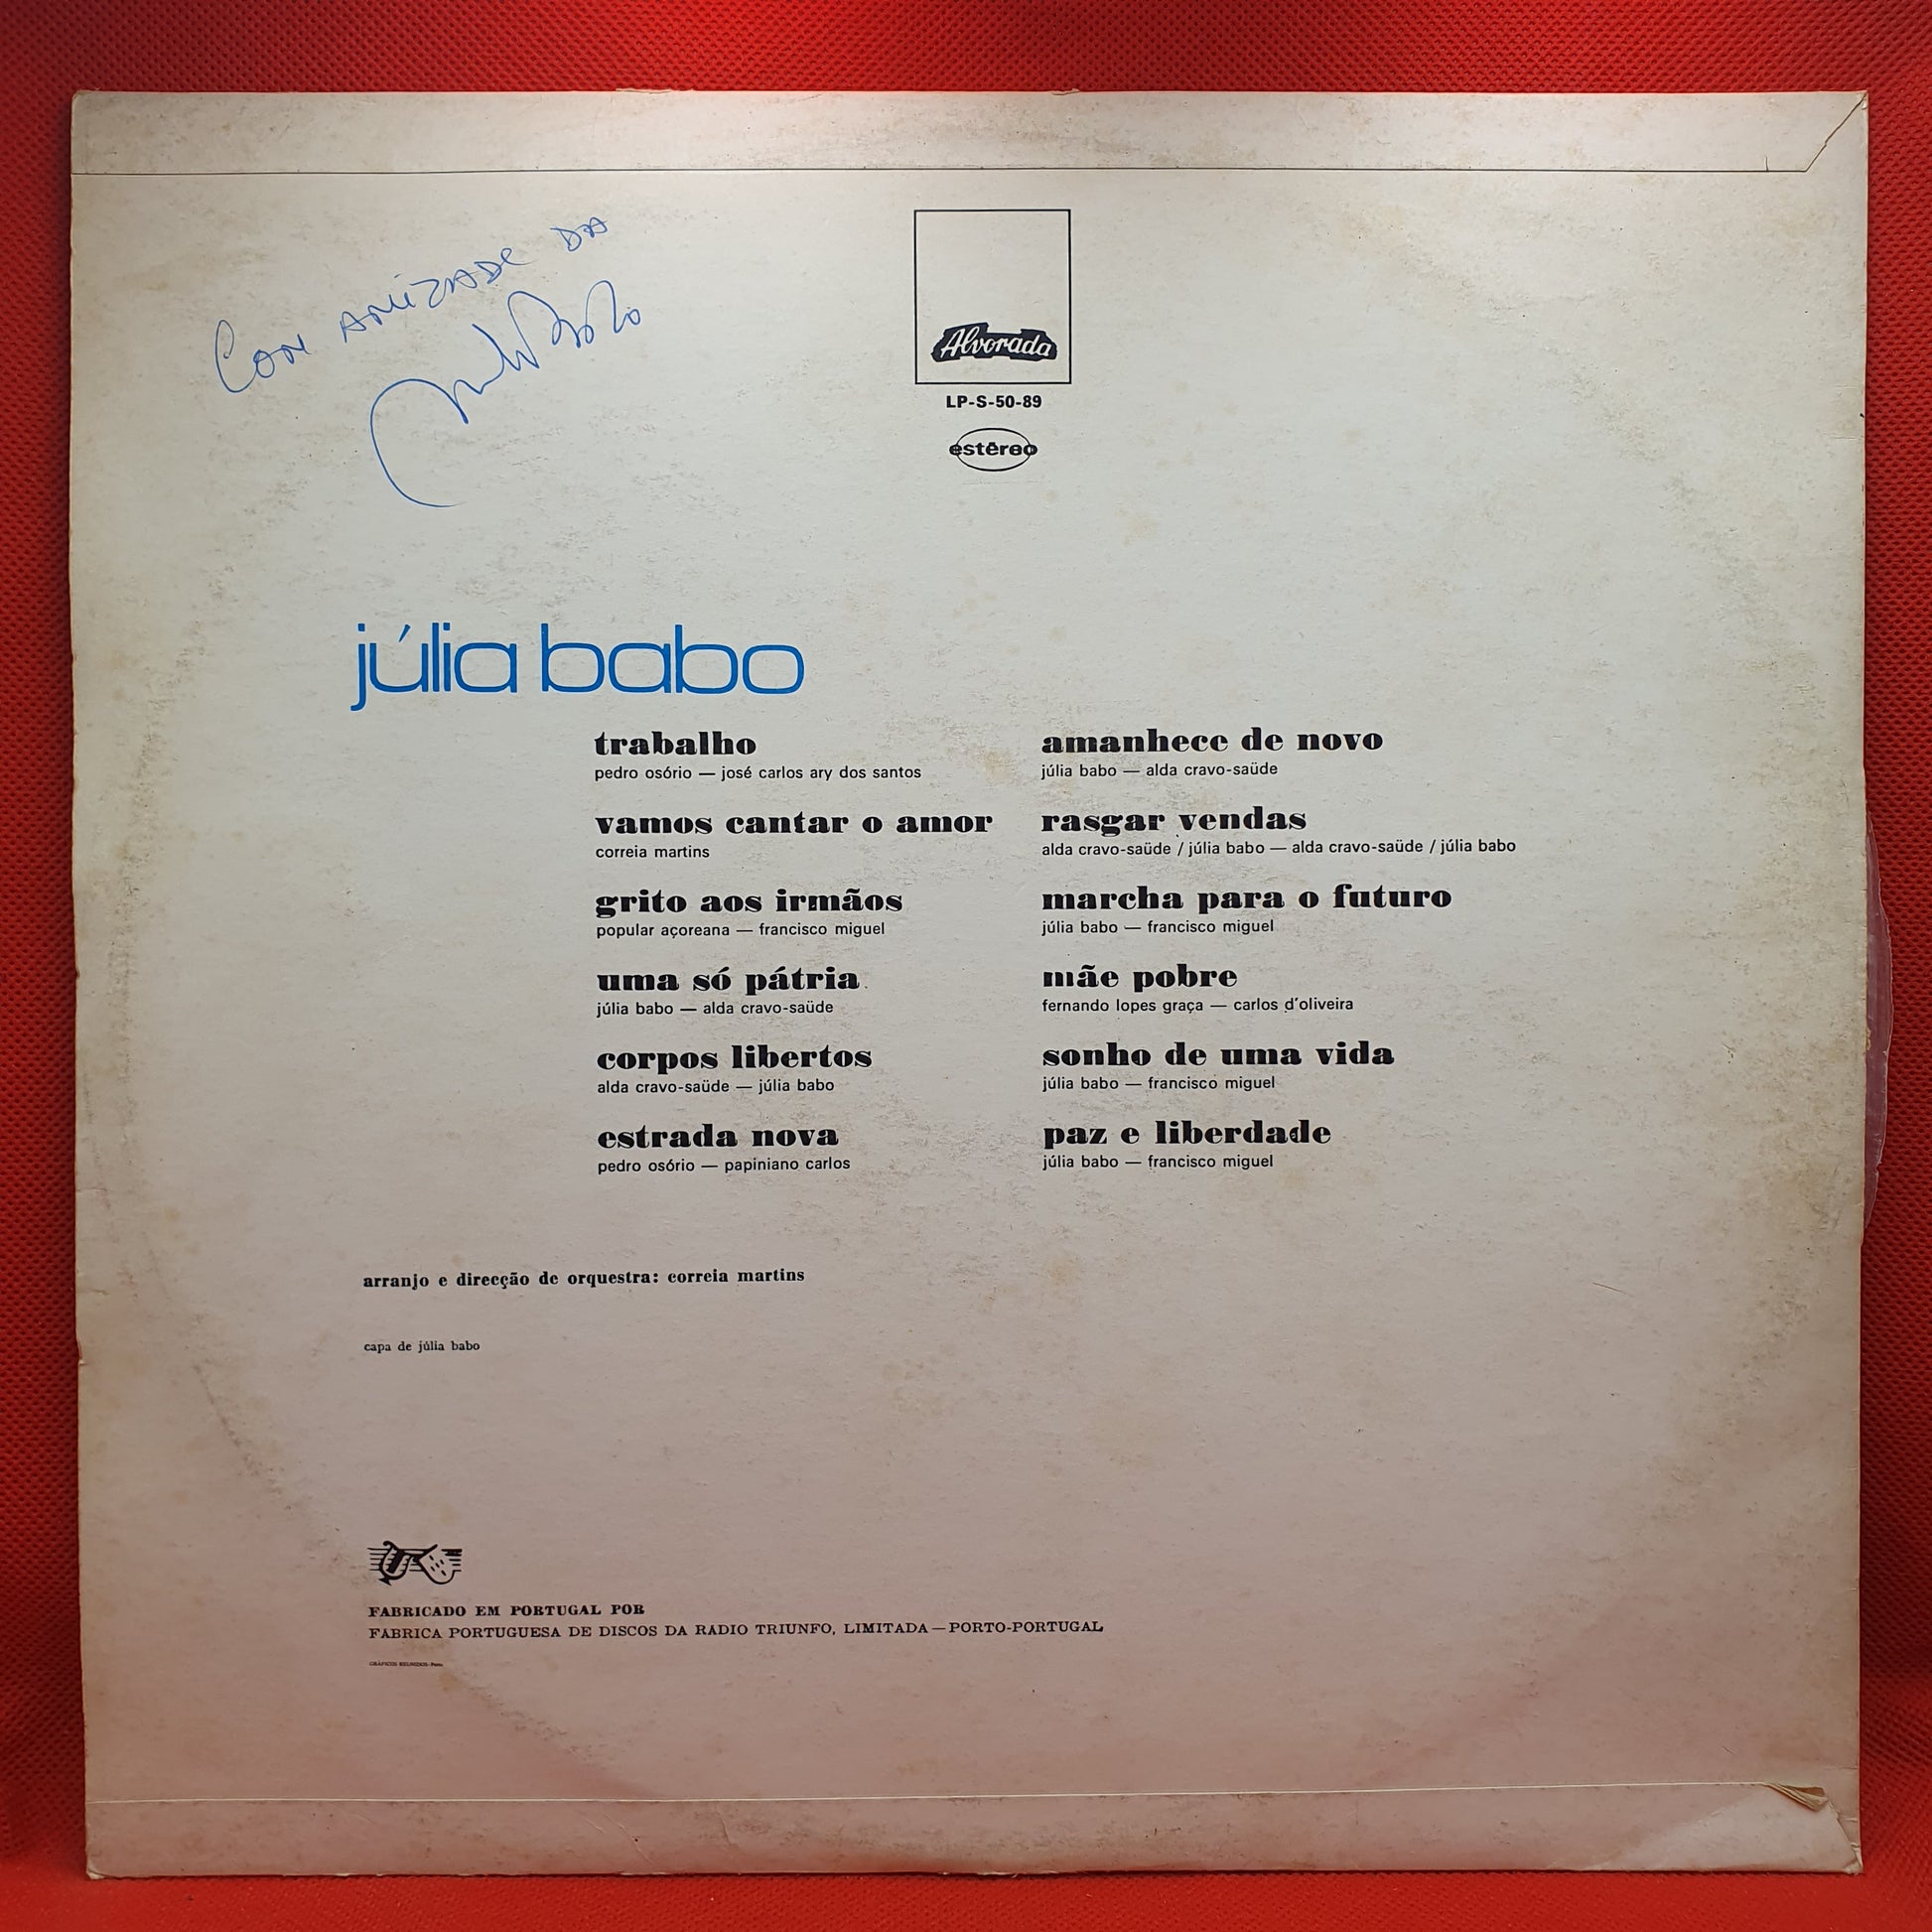 Com amizade da
Júlia Babo
Alvorada
LP-S-50-89
estéreo
júlia babo
trabalho
pedro osório — josé carlos ary dos santos
vamos cantar o amor
correia martins
grito aos irmãos
popular açoreana — francisco miguel
uma só pátria
júlia babo — alda cravo-saüde
corpos libertos
alda cravo-saüde — júlia babo
estrada nova
pedro osório — papiniano carlos
amanhece de novo
júlia babo — alda cravo-saüde
rasgar vendas
alda cravo-saüde / júlia babo — alda cravo-saüde / júlia babo
marcha para o futuro
júlia babo — francisco miguel
mãe pobre
fernando lopes graça — carlos d'oliveira
sonho de uma vida
júlia babo — francisco miguel
paz e liberdade
júlia babo — francisco miguel
arranjo e direcção de orquestra: correia martins
capa de júlia babo
FABRICADO EM PORTUGAL POR
FABRICA PORTUGUESA DE DISCOS DA RADIO TRIUNFO, LIMITADA — PORTO-PORTUGAL
GRÁFICOS REUNIDOS-Porto